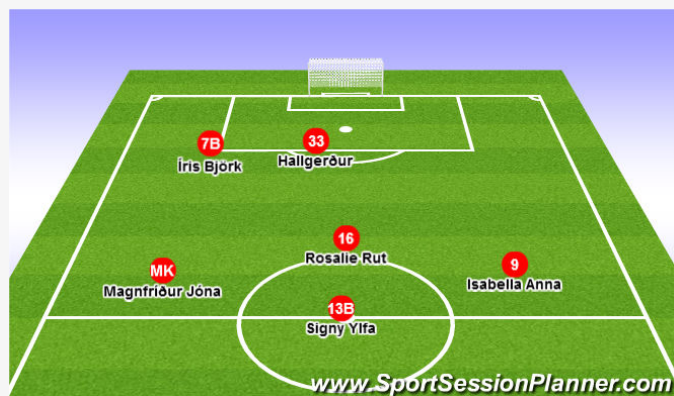 7B
Íris Björk
33
Hallgerður
16
Rosalie Rut
MK
Magnfríður Jóna
9
Isabella Anna
13B
Signy Ylfa
www.SportSessionPlanner.com